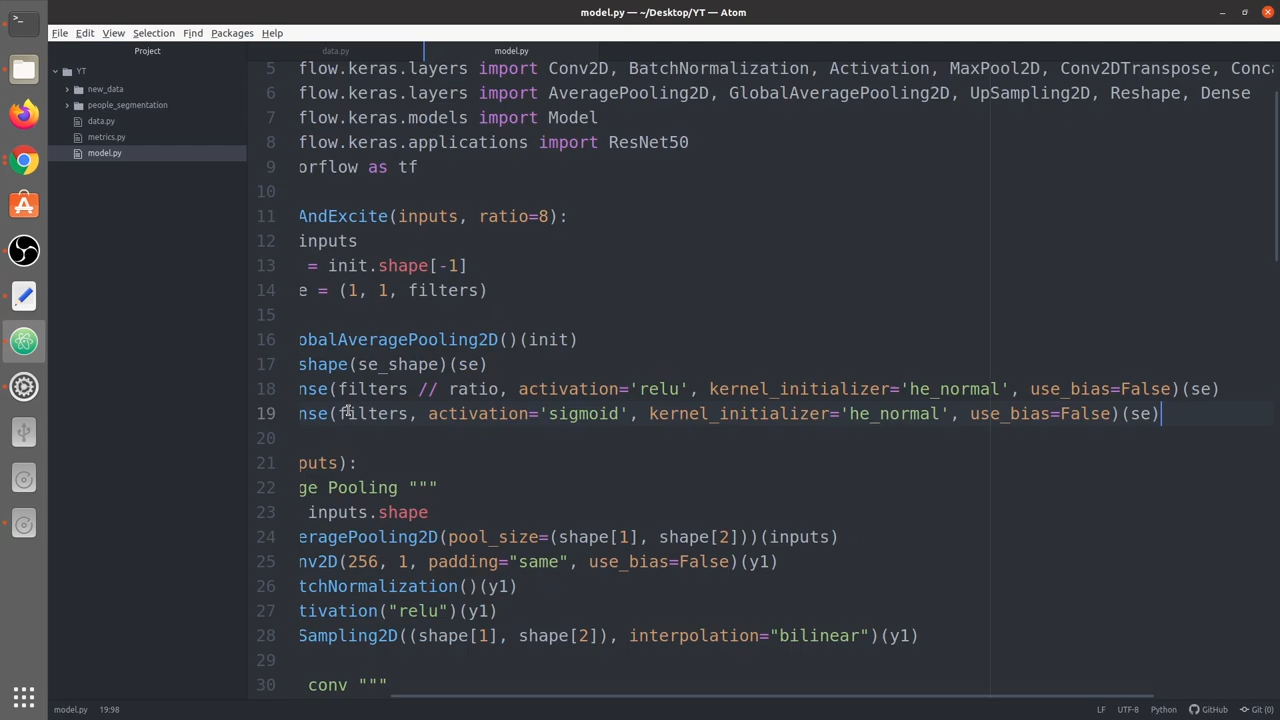 model.py — ~/Desktop/YT — Atom
File Edit View Selection Find Packages Help
Project
data.py
model.py
YT
new_data
people_segmentation
data.py
metrics.py
model.py
5 flow.keras.layers import Conv2D, BatchNormalization, Activation, MaxPool2D, Conv2DTranspose, Conca
6 flow.keras.layers import AveragePooling2D, GlobalAveragePooling2D, UpSampling2D, Reshape, Dense
7 flow.keras.models import Model
8 flow.keras.applications import ResNet50
9 orflow as tf
10
11 AndExcite(inputs, ratio=8):
12 inputs
13 = init.shape[-1]
14 e = (1, 1, filters)
15
16 obalAveragePooling2D()(init)
17 shape(se_shape)(se)
18 nse(filters // ratio, activation='relu', kernel_initializer='he_normal', use_bias=False)(se)
19 nse(filters, activation='sigmoid', kernel_initializer='he_normal', use_bias=False)(se)
20
21 puts):
22 ge Pooling """
23 inputs.shape
24 eragePooling2D(pool_size=(shape[1], shape[2]))(inputs)
25 nv2D(256, 1, padding="same", use_bias=False)(y1)
26 tchNormalization()(y1)
27 tivation("relu")(y1)
28 Sampling2D((shape[1], shape[2]), interpolation="bilinear")(y1)
29
30 conv """
model.py 19:98
LF UTF-8 Python GitHub Git (0)